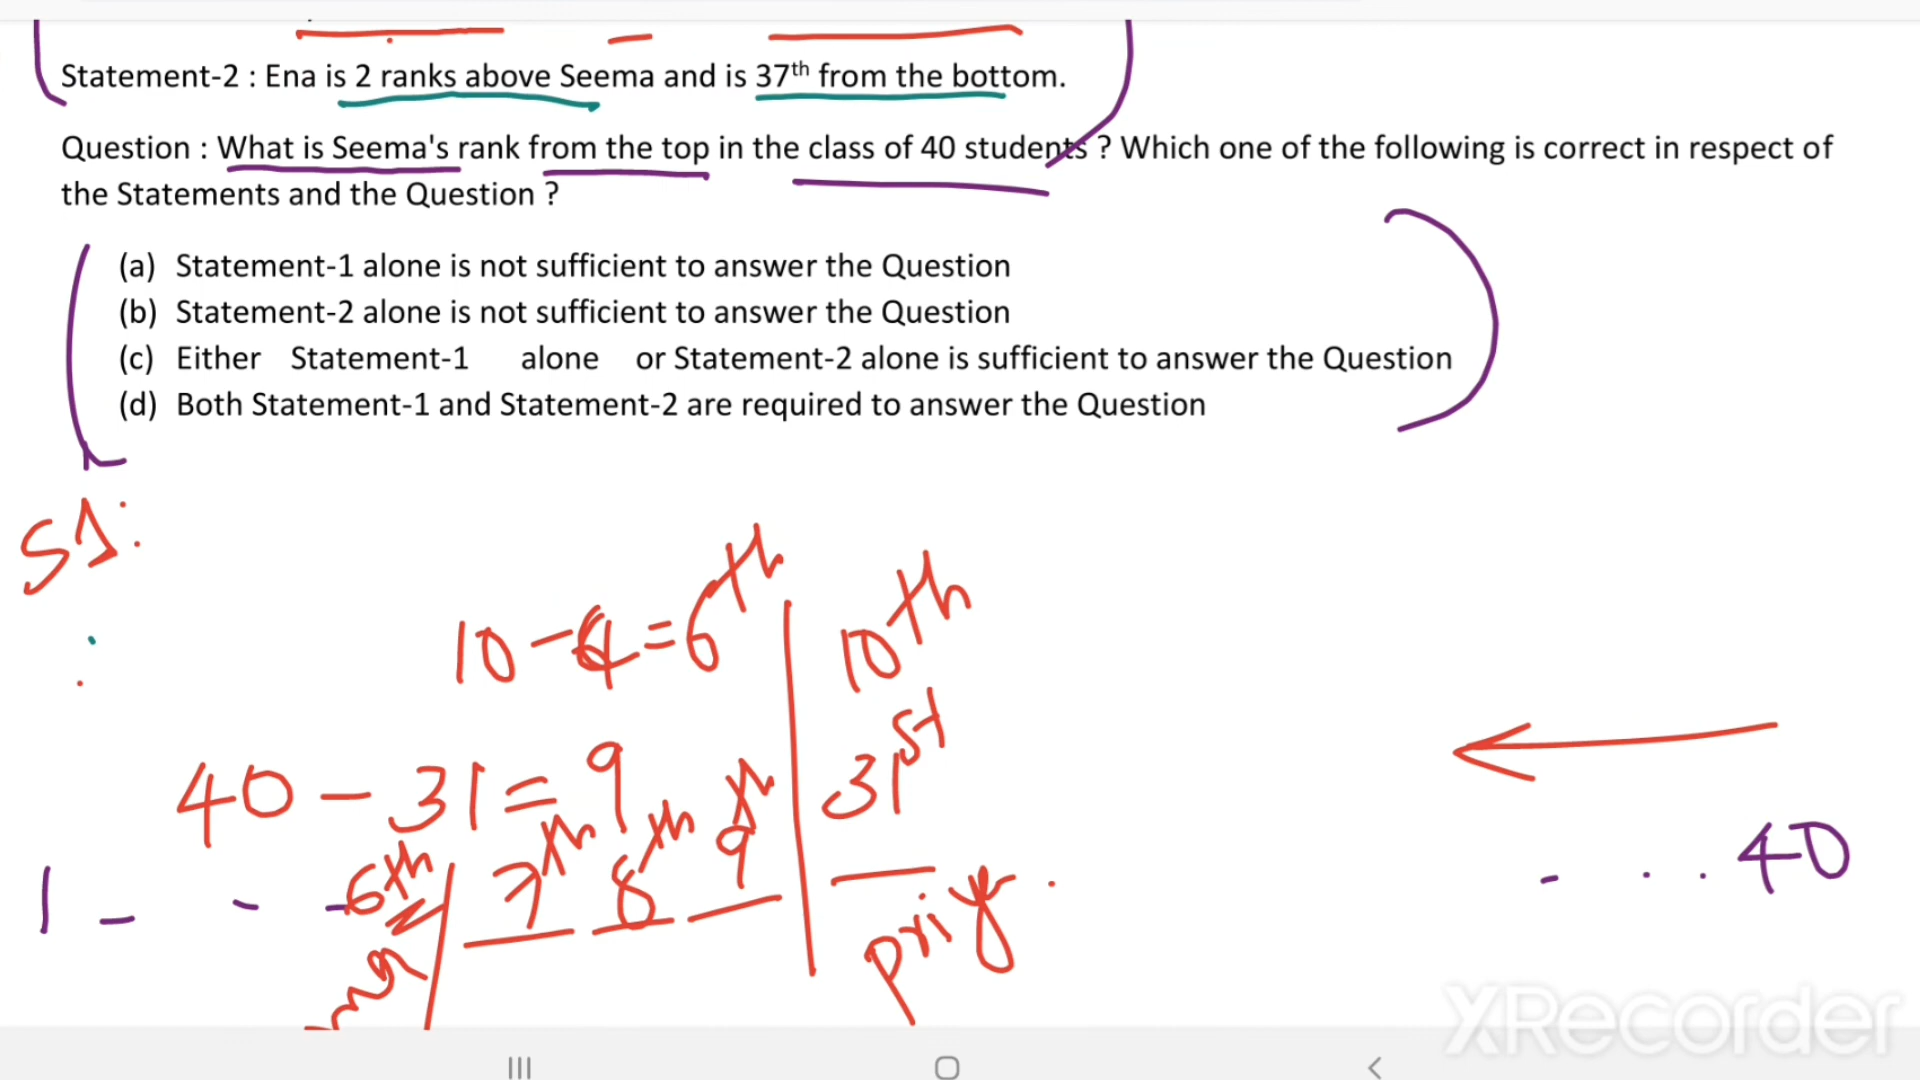 Statement-2 : Ena is 2 ranks above Seema and is 37th from the bottom.
Question : What is Seema's rank from the top in the class of 40 students ? Which one of the following is correct in respect of
the Statements and the Question ?
(a) Statement-1 alone is not sufficient to answer the Question
(b) Statement-2 alone is not sufficient to answer the Question
(c) Either Statement-1 alone or Statement-2 alone is sufficient to answer the Question
(d) Both Statement-1 and Statement-2 are required to answer the Question
S1:
10 - 4 = 6th
10th
40 - 31 = 9
31st
1 - - - 6th 7th 8th 9th
- . . . 40
XRecorder